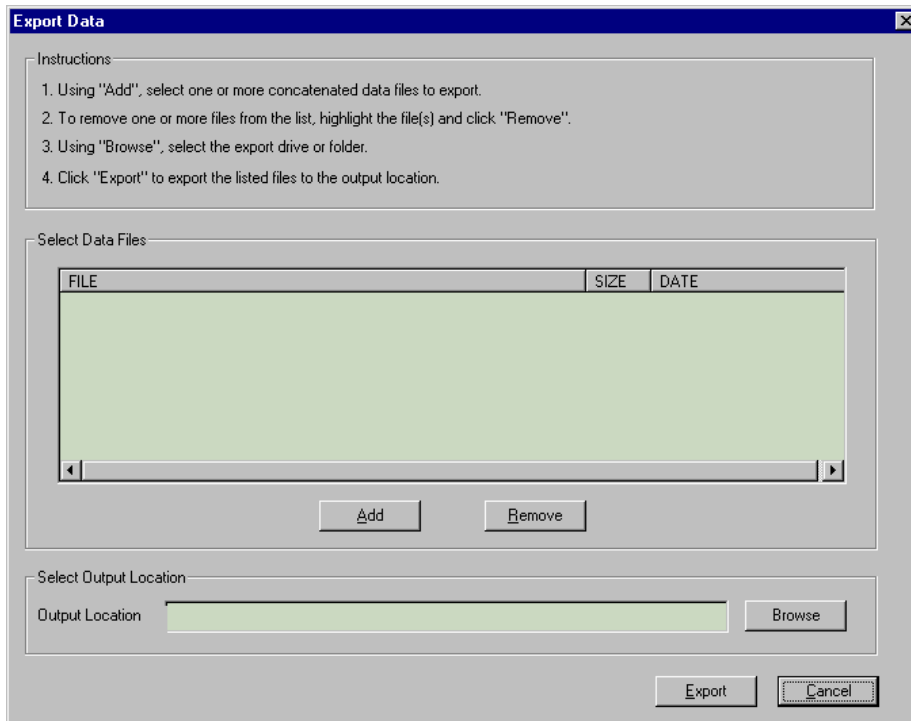 Export Data
Instructions
1. Using "Add", select one or more concatenated data files to export.
2. To remove one or more files from the list, highlight the file(s) and click "Remove".
3. Using "Browse", select the export drive or folder.
4. Click "Export" to export the listed files to the output location.
Select Data Files
FILE SIZE DATE
Add Remove
Select Output Location
Output Location Browse
Export Cancel